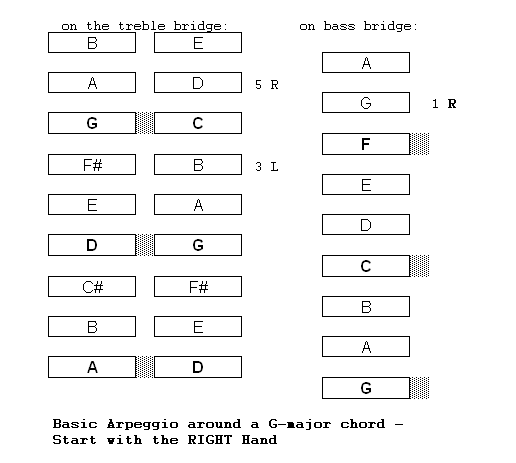 on the treble bridge: on bass bridge:
B E
A
A D 5 R
G 1 R
G C
F
F# B 3 L
E
E A
D
D G
C
C# F#
B
B E
A
A D
G
Basic Arpeggio around a G-major chord -
Start with the RIGHT Hand